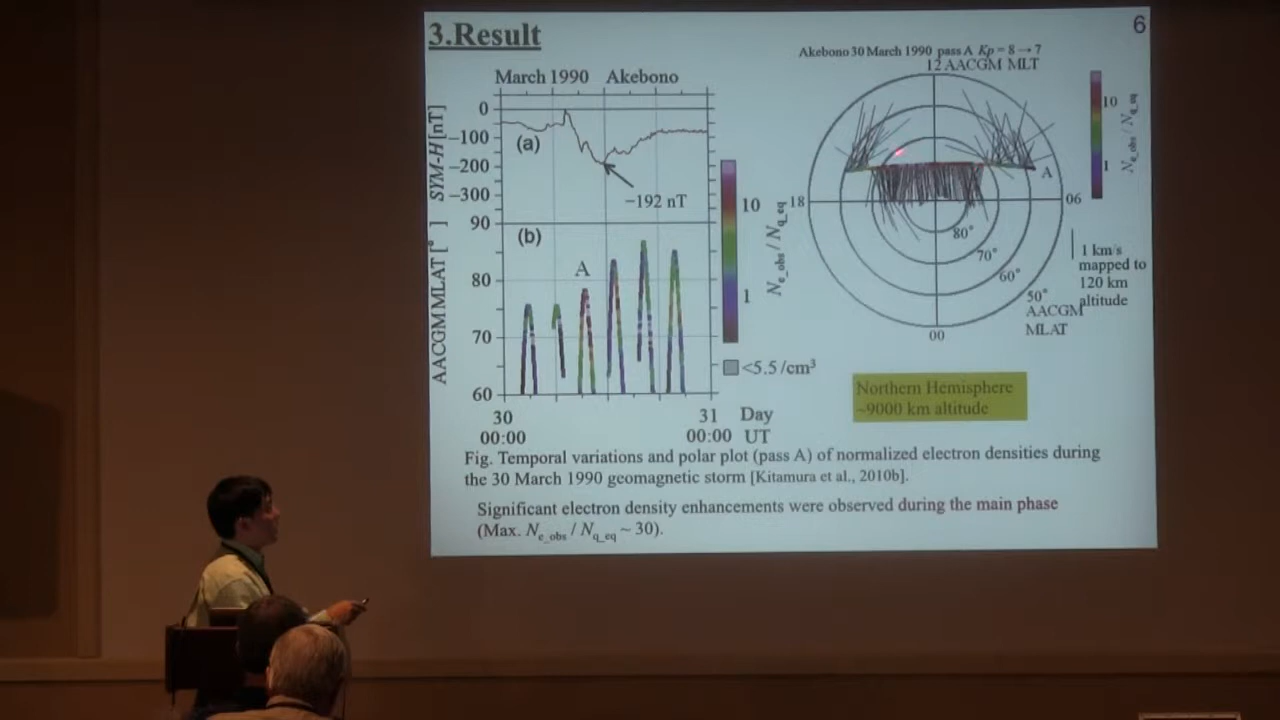 3.Result
6
March 1990 Akebono
0
−100
−200
−300
SYM-H[nT]
(a)
−192 nT
90
80
70
60
AACGM MLAT [°]
(b)
A
30
00:00
31
00:00
Day
UT
10
1
Ne_obs / Nq_eq
<5.5/cm³
Akebono 30 March 1990 pass A Kp = 8 → 7
12 AACGM MLT
18
06
00
A
80°
70°
60°
50°
AACGM
MLAT
10
1
Ne_obs / Nq_eq
1 km/s
mapped to
120 km
altitude
Northern Hemisphere
~9000 km altitude
Fig. Temporal variations and polar plot (pass A) of normalized electron densities during
the 30 March 1990 geomagnetic storm [Kitamura et al., 2010b].
Significant electron density enhancements were observed during the main phase
(Max. Ne_obs / Nq_eq ~ 30).